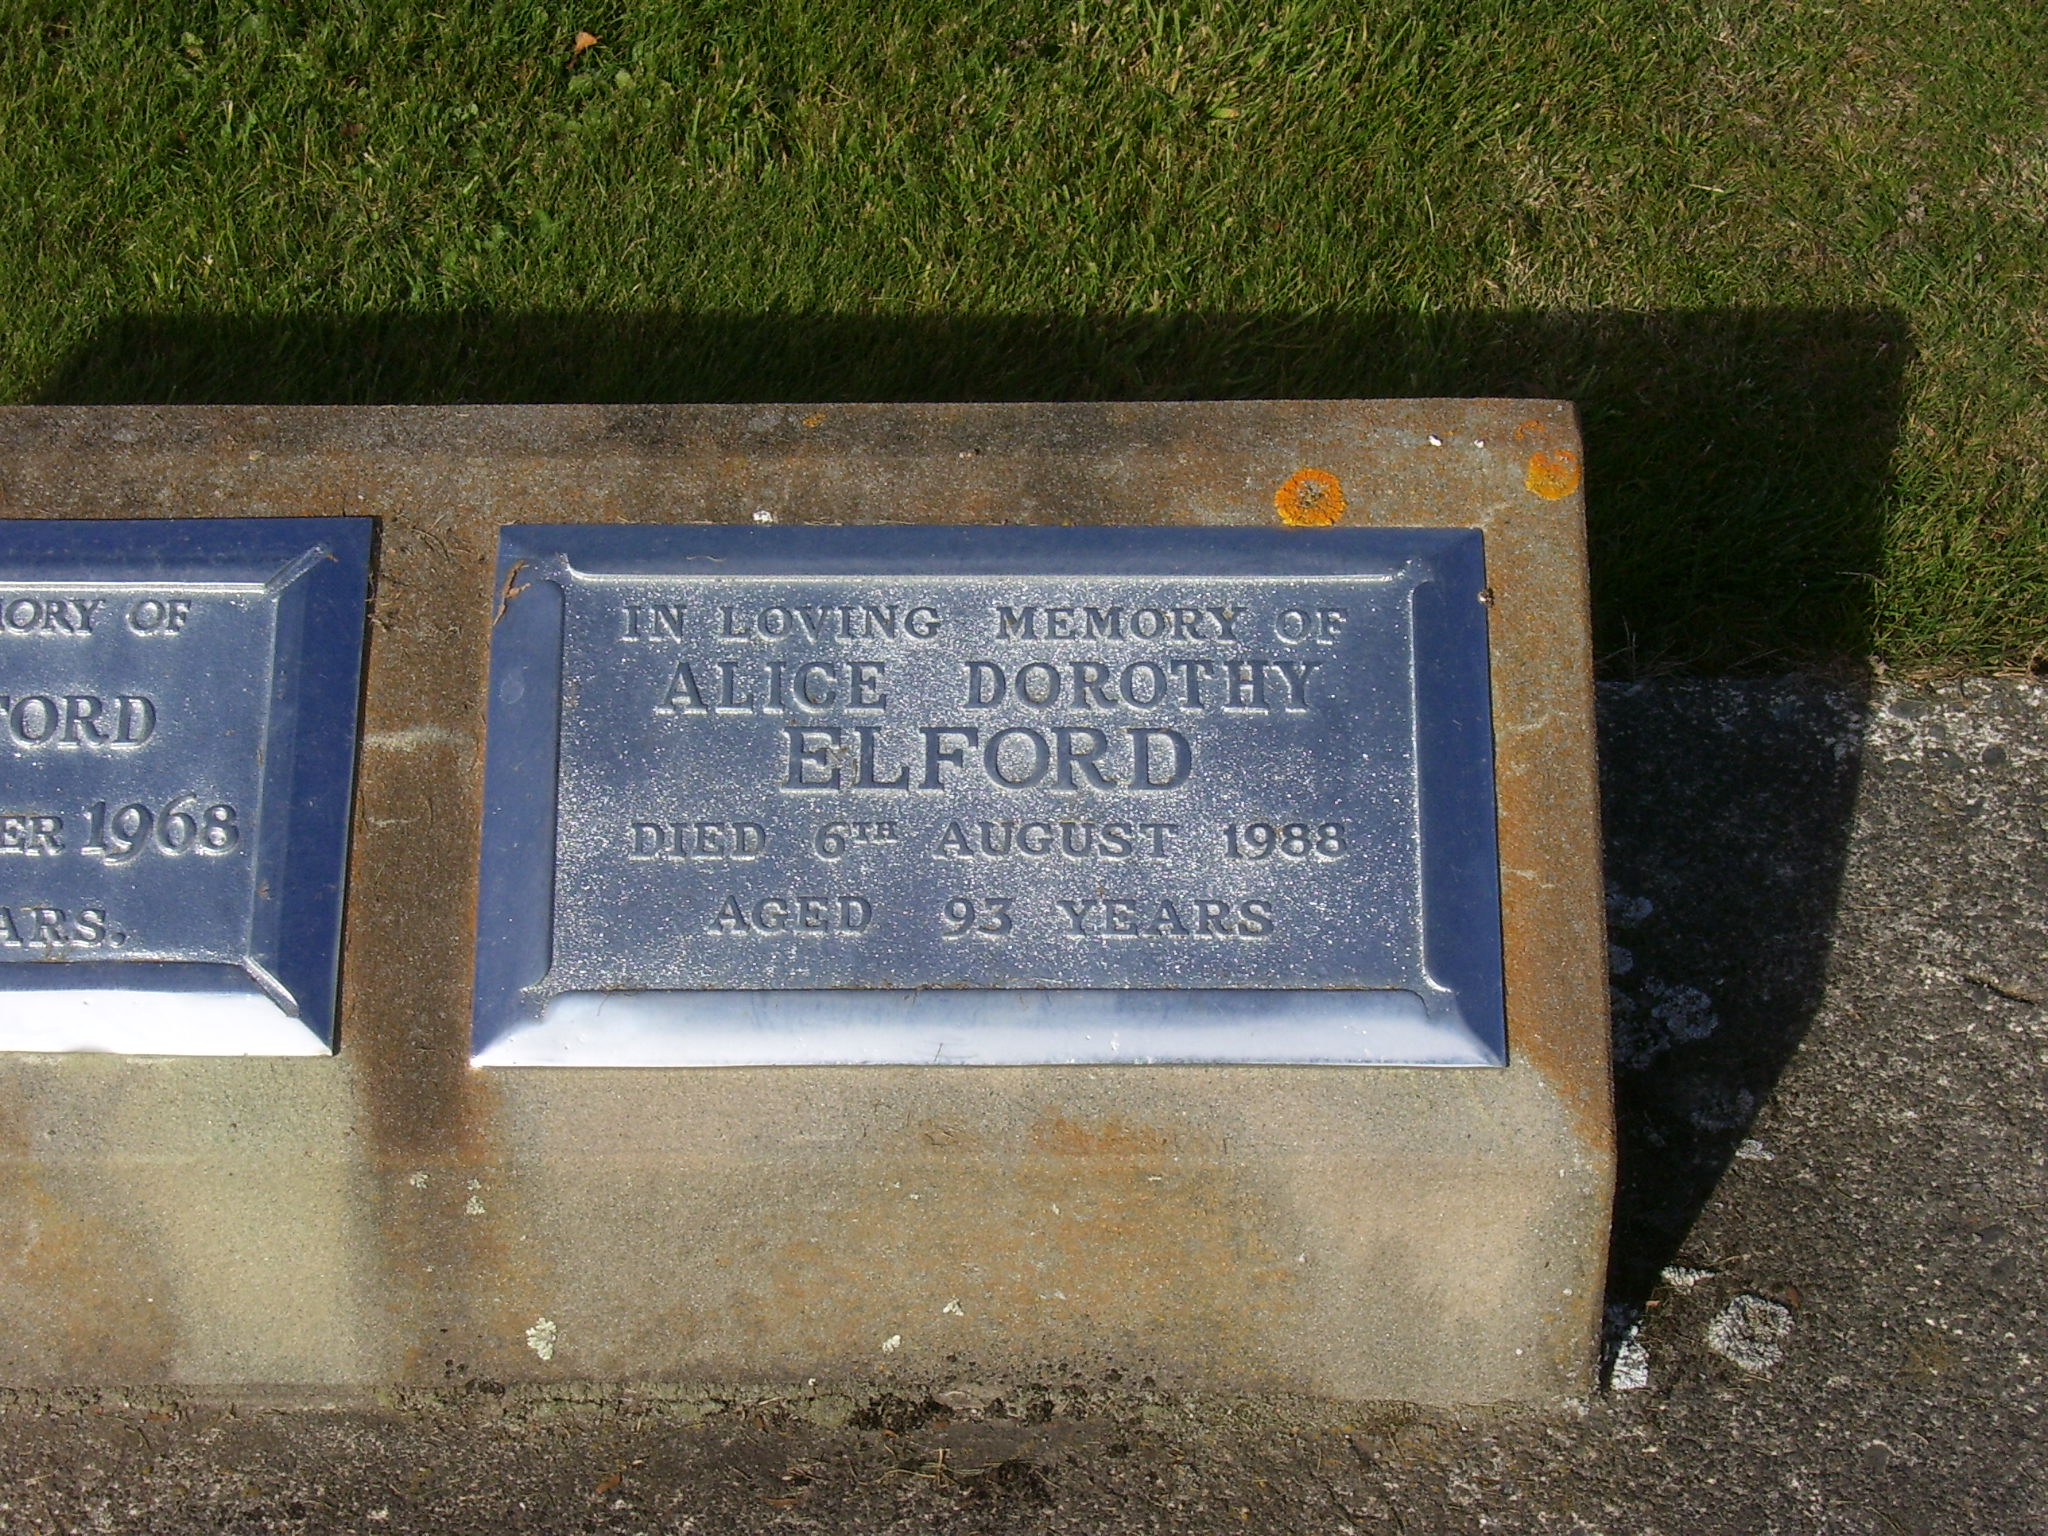 ORY OF
FORD
ER 1968
ARS.
IN LOVING MEMORY OF
ALICE DOROTHY
ELFORD
DIED 6TH AUGUST 1988
AGED 93 YEARS